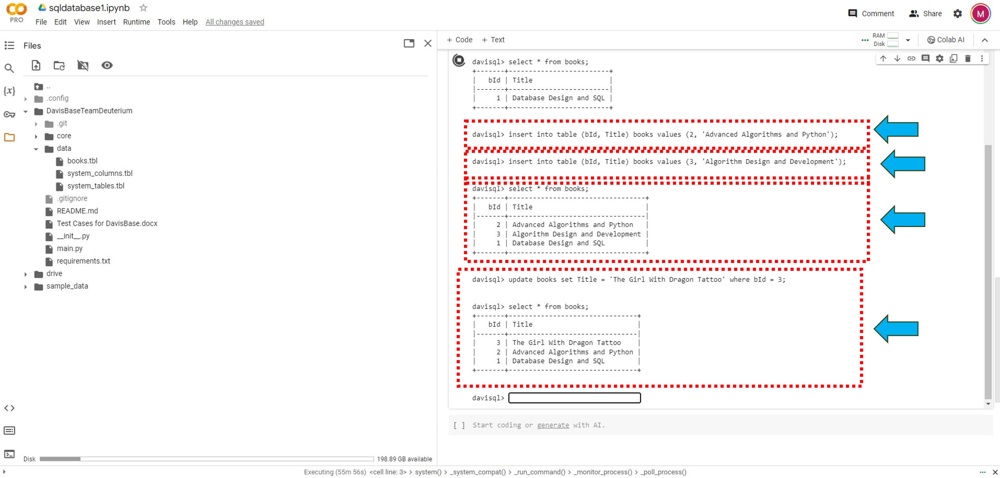 PRO
sqldatabase1.ipynb
File Edit View Insert Runtime Tools Help All changes saved
Comment Share M
Files
{x}
..
.config
DavisBaseTeamDeuterium
.git
core
data
books.tbl
system_columns.tbl
system_tables.tbl
.gitignore
README.md
Test Cases for DavisBase.docx
__init__.py
main.py
requirements.txt
drive
sample_data
Disk 198.89 GB available
+ Code + Text
RAM
Disk
Colab AI
davisql> select * from books;
+-------+-------------------------+
|   bId | Title                   |
|-------+-------------------------|
|     1 | Database Design and SQL |
+-------+-------------------------+
davisql> insert into table (bId, Title) books values (2, 'Advanced Algorithms and Python');
davisql> insert into table (bId, Title) books values (3, 'Algorithm Design and Development');
davisql> select * from books;
+-------+----------------------------------+
|   bId | Title                            |
|-------+----------------------------------|
|     2 | Advanced Algorithms and Python   |
|     3 | Algorithm Design and Development |
|     1 | Database Design and SQL          |
+-------+----------------------------------+
davisql> update books set Title = 'The Girl With Dragon Tattoo' where bId = 3;
davisql> select * from books;
+-------+--------------------------------+
|   bId | Title                          |
|-------+--------------------------------|
|     3 | The Girl With Dragon Tattoo    |
|     2 | Advanced Algorithms and Python |
|     1 | Database Design and SQL        |
+-------+--------------------------------+
davisql>
[ ] Start coding or generate with AI.
Executing (55m 56s) <cell line: 3> > system() > _system_compat() > _run_command() > _monitor_process() > _poll_process()